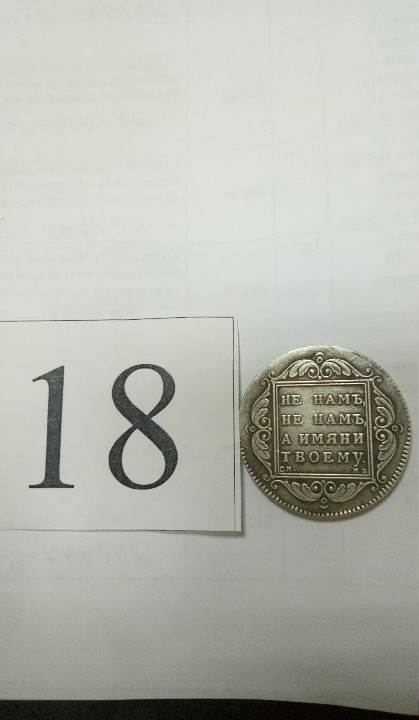 18
НЕ НАМЪ,
НЕ НАМЪ,
А ИМЯНИ
ТВОЕМУ.
С.М. М.Б.